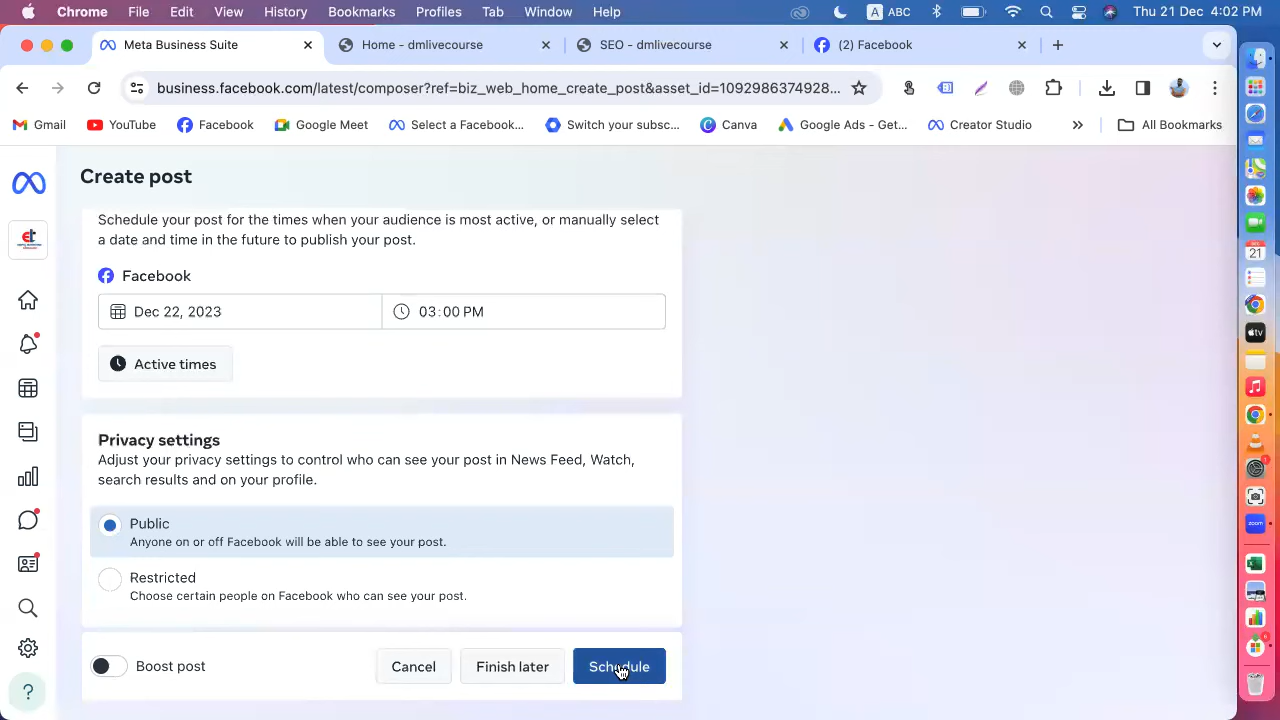 Chrome File Edit View History Bookmarks Profiles Tab Window Help A ABC Thu 21 Dec 4:02 PM
Meta Business Suite Home - dmlivecourse SEO - dmlivecourse (2) Facebook
business.facebook.com/latest/composer?ref=biz_web_home_create_post&asset_id=1092986374928...
Gmail YouTube Facebook Google Meet Select a Facebook... Switch your subsc... Canva Google Ads - Get... Creator Studio » All Bookmarks
Create post
Schedule your post for the times when your audience is most active, or manually select
a date and time in the future to publish your post.
Facebook
Dec 22, 2023 03:00 PM
Active times
Privacy settings
Adjust your privacy settings to control who can see your post in News Feed, Watch,
search results and on your profile.
Public
Anyone on or off Facebook will be able to see your post.
Restricted
Choose certain people on Facebook who can see your post.
Boost post Cancel Finish later Schedule
21
tv
zoom